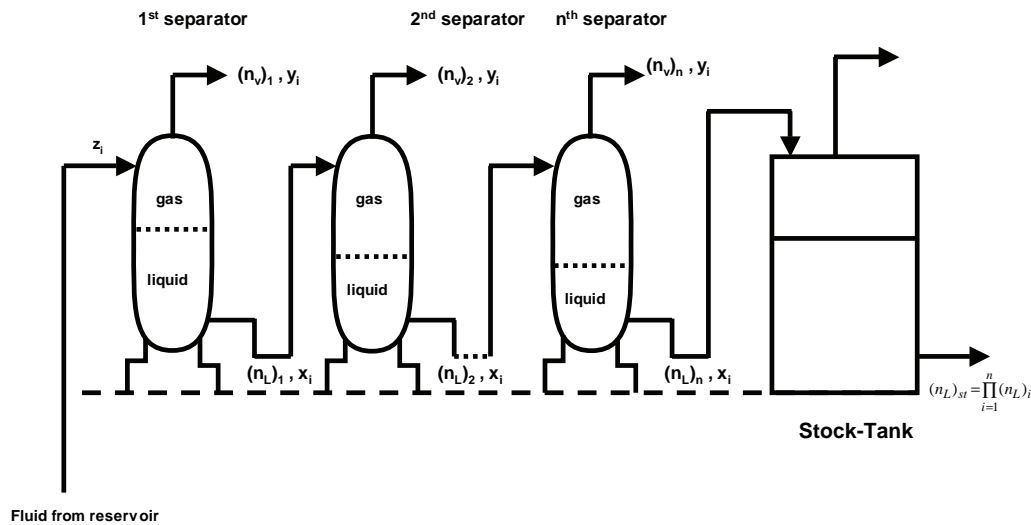 1st separator
2nd separator
nth separator
(nv)1 , yi
(nv)2 , yi
(nv)n , yi
zi
gas
gas
gas
liquid
liquid
liquid
(nL)1 , xi
(nL)2 , xi
(nL)n , xi
(nL)st = ∏ i=1 n (nL)i
Stock-Tank
Fluid from reservoir